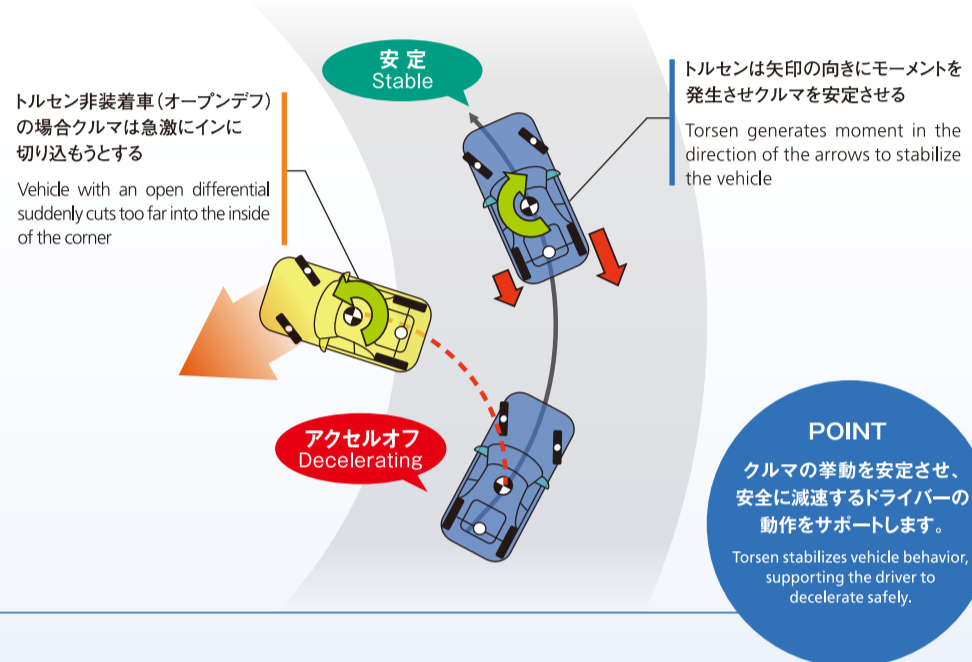 安 定
Stable
トルセン非装着車（オープンデフ）
の場合クルマは急激にインに
切り込もうとする
Vehicle with an open differential
suddenly cuts too far into the inside
of the corner
トルセンは矢印の向きにモーメントを
発生させクルマを安定させる
Torsen generates moment in the
direction of the arrows to stabilize
the vehicle
アクセルオフ
Decelerating
POINT
クルマの挙動を安定させ、
安全に減速するドライバーの
動作をサポートします。
Torsen stabilizes vehicle behavior,
supporting the driver to
decelerate safely.